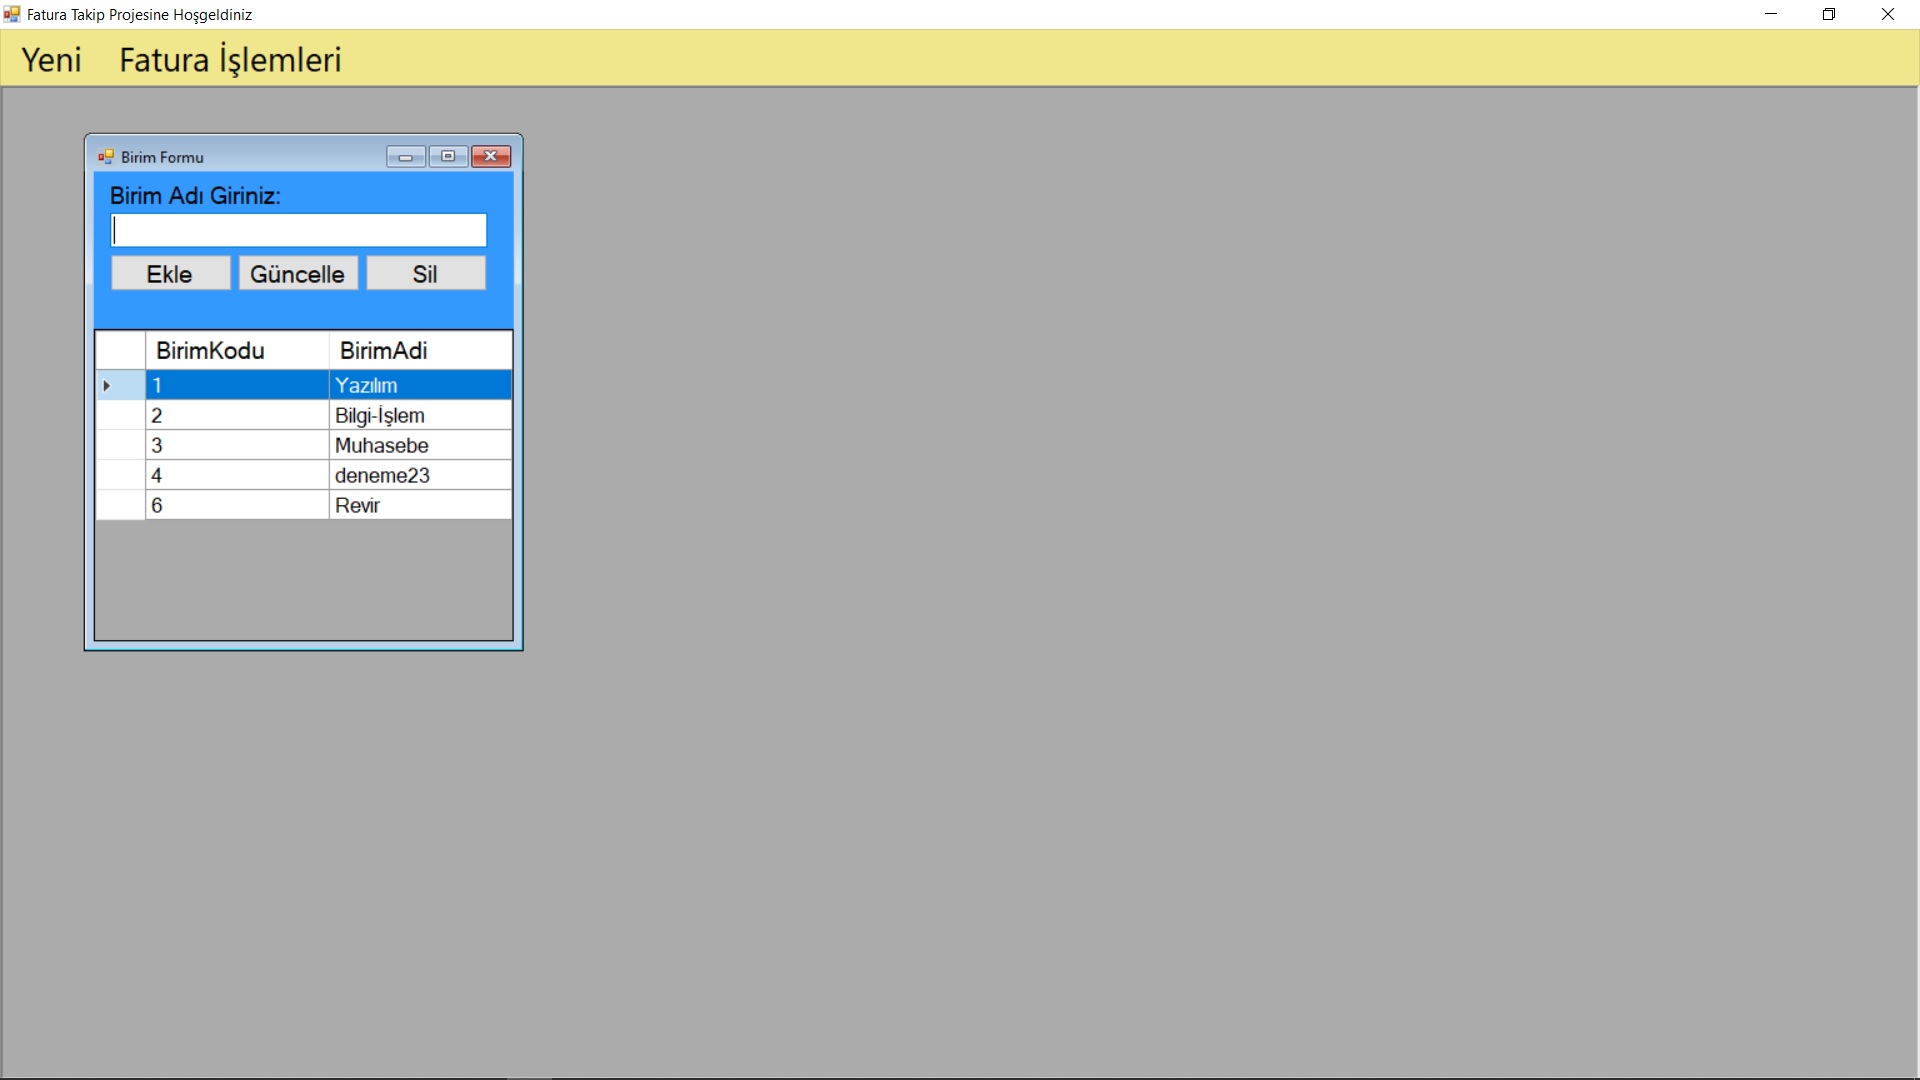 Fatura Takip Projesine Hoşgeldiniz
Yeni Fatura İşlemleri
Birim Formu
Birim Adı Giriniz:
Ekle Güncelle Sil
BirimKodu BirimAdi
1 Yazılım
2 Bilgi-İşlem
3 Muhasebe
4 deneme23
6 Revir